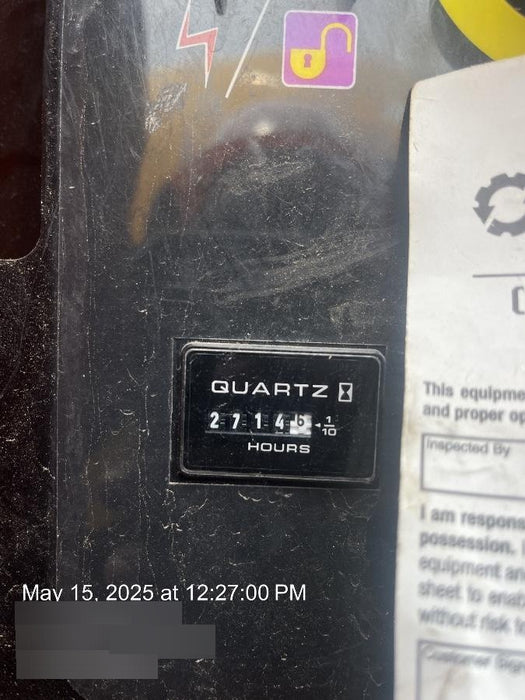 QUARTZ
2 7 1 4 6 1/10
HOURS
This equipme
and proper op
Inspected By
I am respons
possession.
equipment an
sheet to enab
without risk
Customer Sign
May 15, 2025 at 12:27:00 PM